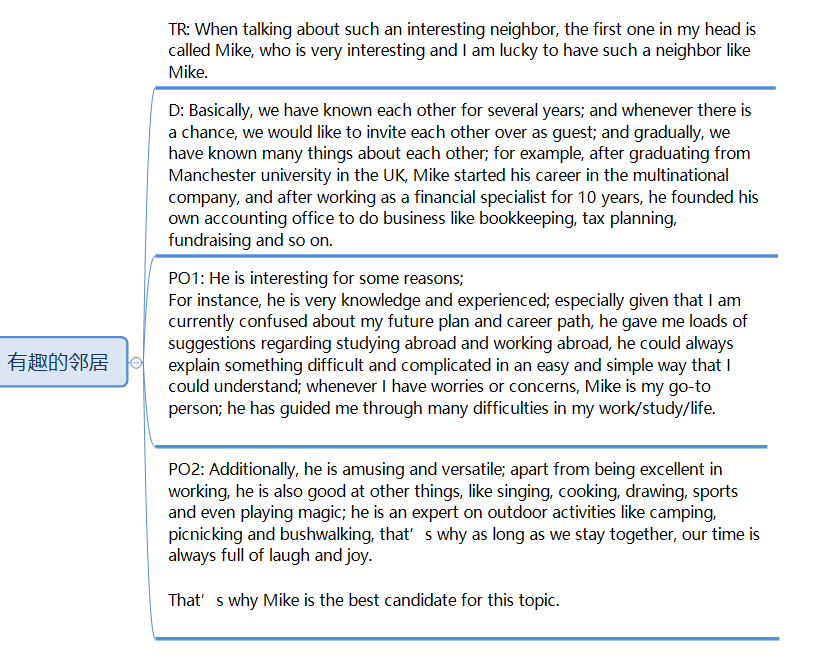 TR: When talking about such an interesting neighbor, the first one in my head is
called Mike, who is very interesting and I am lucky to have such a neighbor like
Mike.
D: Basically, we have known each other for several years; and whenever there is
a chance, we would like to invite each other over as guest; and gradually, we
have known many things about each other; for example, after graduating from
Manchester university in the UK, Mike started his career in the multinational
company, and after working as a financial specialist for 10 years, he founded his
own accounting office to do business like bookkeeping, tax planning,
fundraising and so on.
有趣的邻居
PO1: He is interesting for some reasons;
For instance, he is very knowledge and experienced; especially given that I am
currently confused about my future plan and career path, he gave me loads of
suggestions regarding studying abroad and working abroad, he could always
explain something difficult and complicated in an easy and simple way that I
could understand; whenever I have worries or concerns, Mike is my go-to
person; he has guided me through many difficulties in my work/study/life.
PO2: Additionally, he is amusing and versatile; apart from being excellent in
working, he is also good at other things, like singing, cooking, drawing, sports
and even playing magic; he is an expert on outdoor activities like camping,
picnicking and bushwalking, that’s why as long as we stay together, our time is
always full of laugh and joy.
That’s why Mike is the best candidate for this topic.